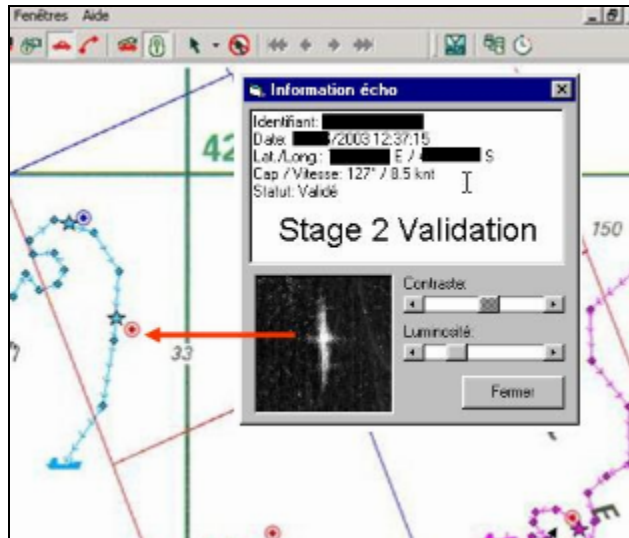 Fenêtres Aide
Information écho
Identifiant:
Date: /2003 12:37:15
Lat./Long.: E / S
Cap / Vitesse: 127° / 8.5 knt
Statut: Validé
Stage 2 Validation
42
150
Contraste:
Luminosité:
33
Fermer
E